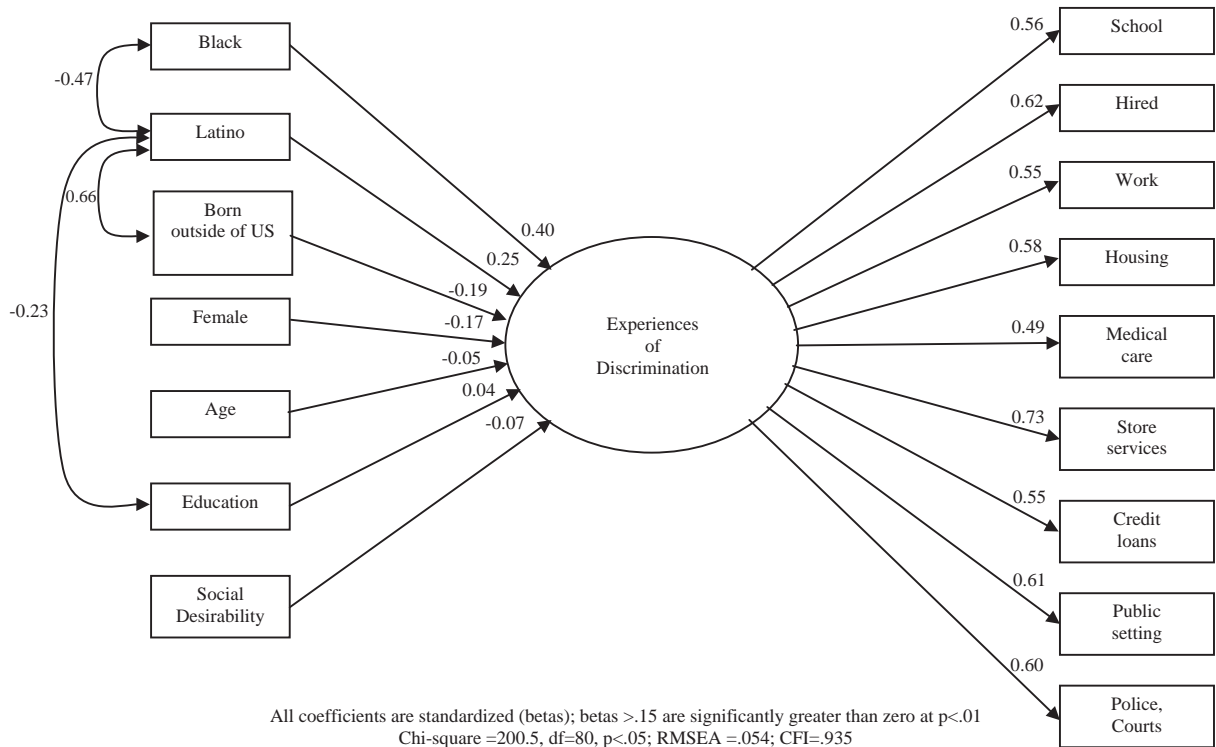 Black
Latino
Born
outside of US
Female
Age
Education
Social
Desirability
-0.47
0.66
-0.23
0.40
0.25
-0.19
-0.17
-0.05
0.04
-0.07
Experiences
of
Discrimination
0.56
0.62
0.55
0.58
0.49
0.73
0.55
0.61
0.60
School
Hired
Work
Housing
Medical
care
Store
services
Credit
loans
Public
setting
Police,
Courts
All coefficients are standardized (betas); betas >.15 are significantly greater than zero at p<.01
Chi-square =200.5, df=80, p<.05; RMSEA =.054; CFI=.935